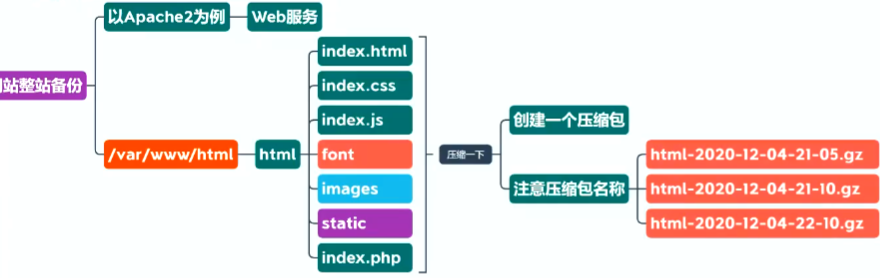 以Apache2为例
Web服务
站整站备份
/var/www/html
html
index.html
index.css
index.js
font
images
static
index.php
压缩一下
创建一个压缩包
注意压缩包名称
html-2020-12-04-21-05.gz
html-2020-12-04-21-10.gz
html-2020-12-04-22-10.gz